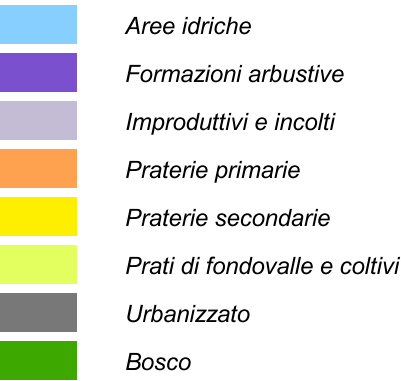 Aree idriche
Formazioni arbustive
Improduttivi e incolti
Praterie primarie
Praterie secondarie
Prati di fondovalle e coltivi
Urbanizzato
Bosco